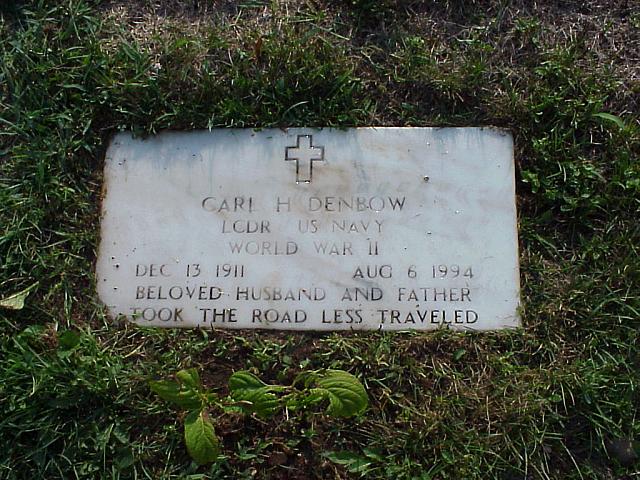 CARL H DENBOW
LCDR US NAVY
WORLD WAR II
DEC 13 1911 AUG 6 1994
BELOVED HUSBAND AND FATHER
TOOK THE ROAD LESS TRAVELED